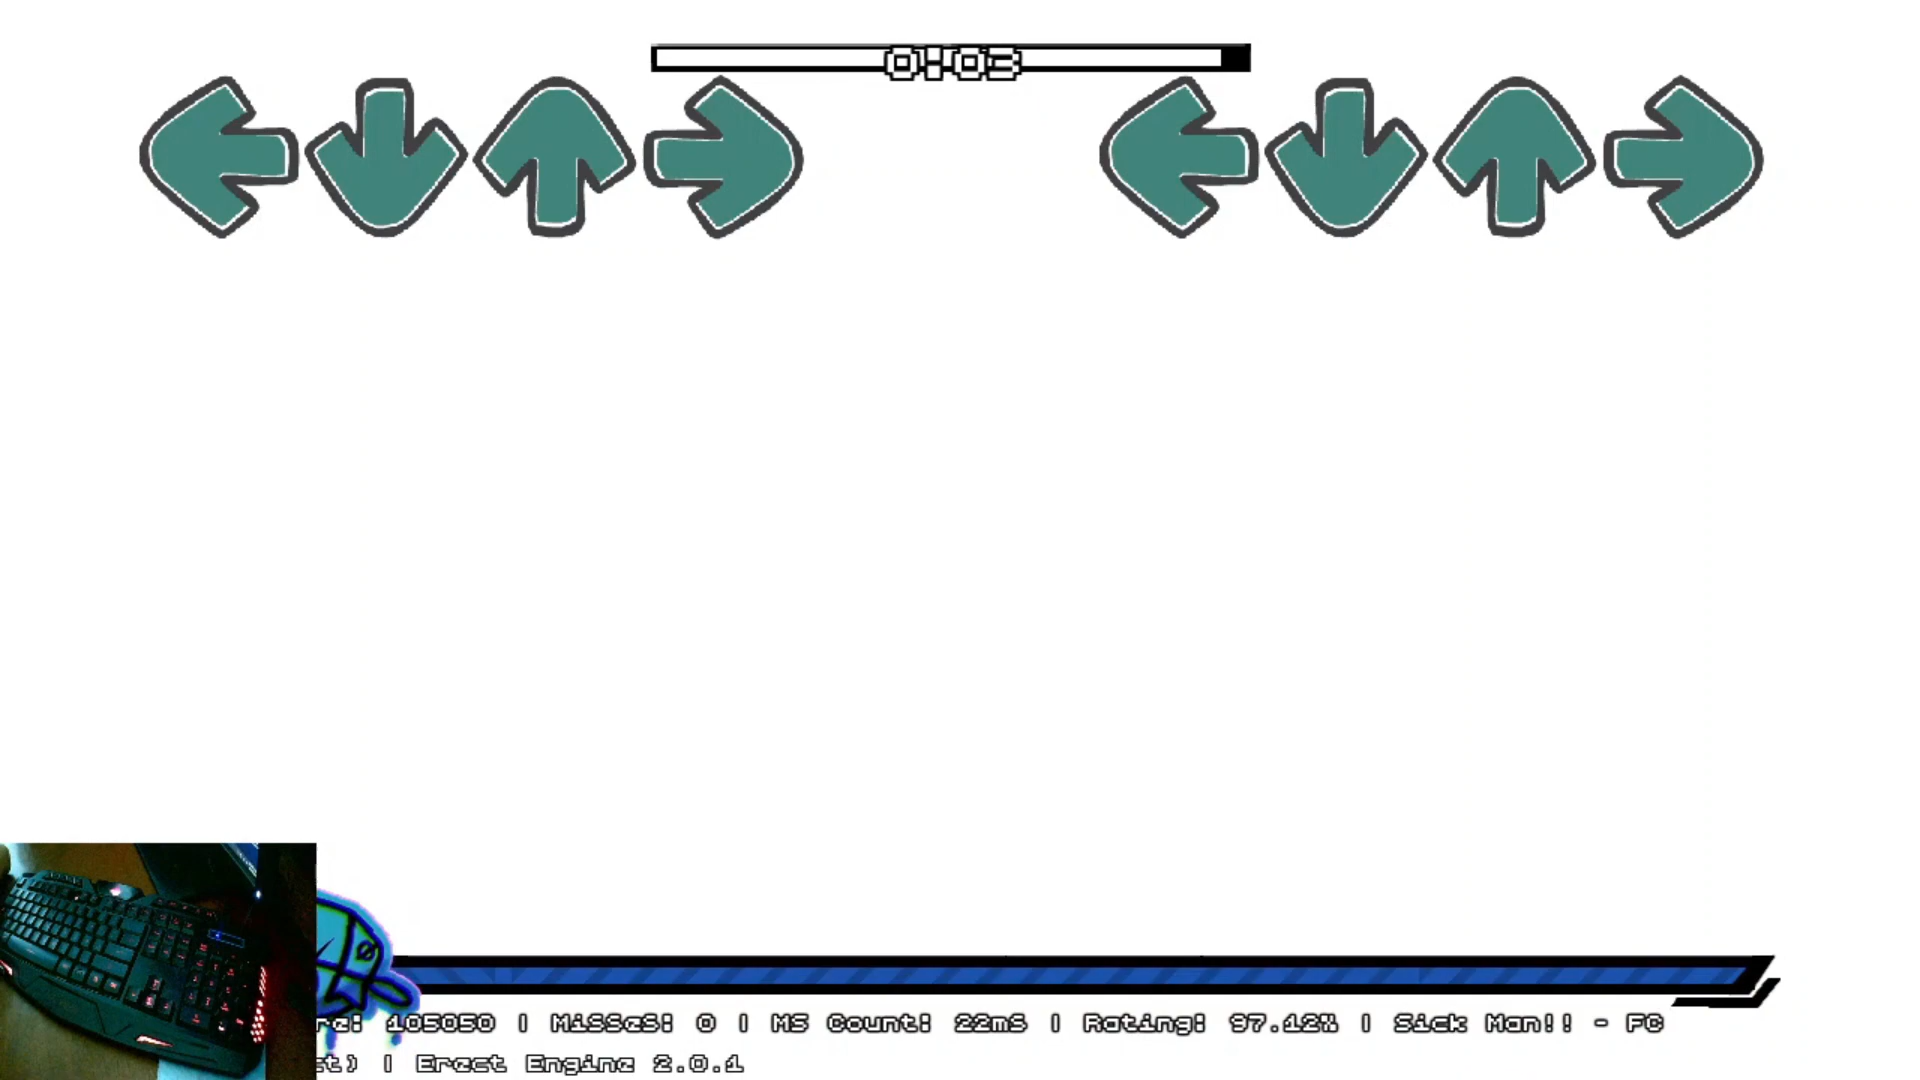 0:03
re: 105050 | Misses: 0 | MS Count: 22ms | Rating: 97.12% | Sick Man!! - FC
ct) | Erect Engine 2.0.1